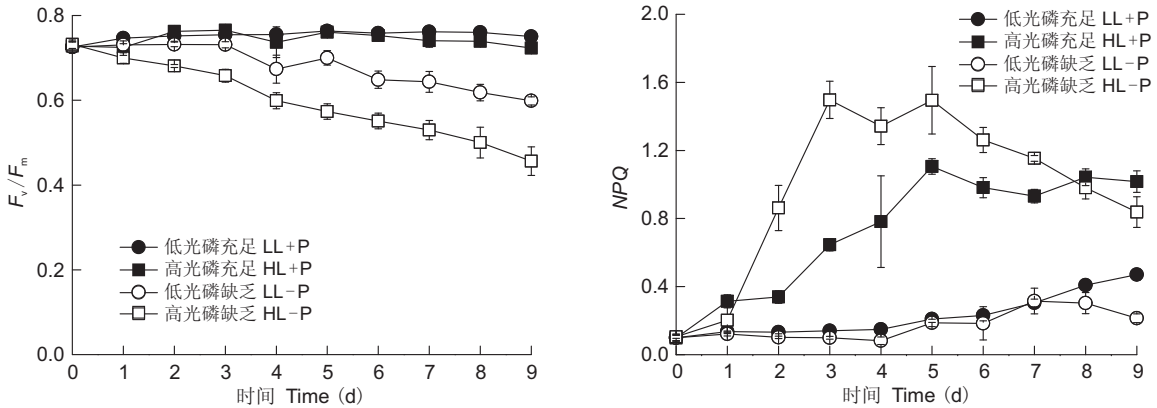 0.8
0.6
0.4
0.2
0.0
Fv/Fm
低光磷充足 LL+P
高光磷充足 HL+P
低光磷缺乏 LL-P
高光磷缺乏 HL-P
0 1 2 3 4 5 6 7 8 9
时间 Time (d)
2.0
1.6
1.2
0.8
0.4
0.0
NPQ
低光磷充足 LL+P
高光磷充足 HL+P
低光磷缺乏 LL-P
高光磷缺乏 HL-P
0 1 2 3 4 5 6 7 8 9
时间 Time (d)